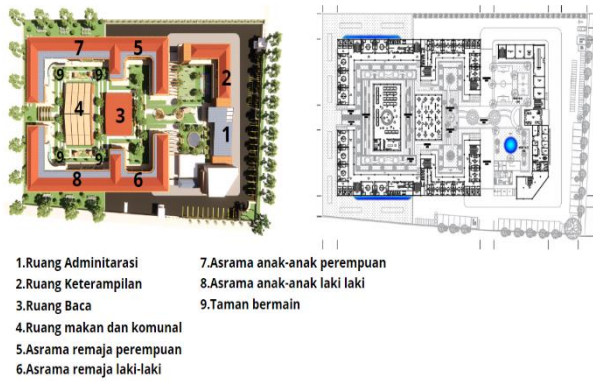 7
5
2
9
9
4
3
1
9
9
8
6
1.Ruang Adminitarasi
2.Ruang Keterampilan
3.Ruang Baca
4.Ruang makan dan komunal
5.Asrama remaja perempuan
6.Asrama remaja laki-laki
7.Asrama anak-anak perempuan
8.Asrama anak-anak laki laki
9.Taman bermain